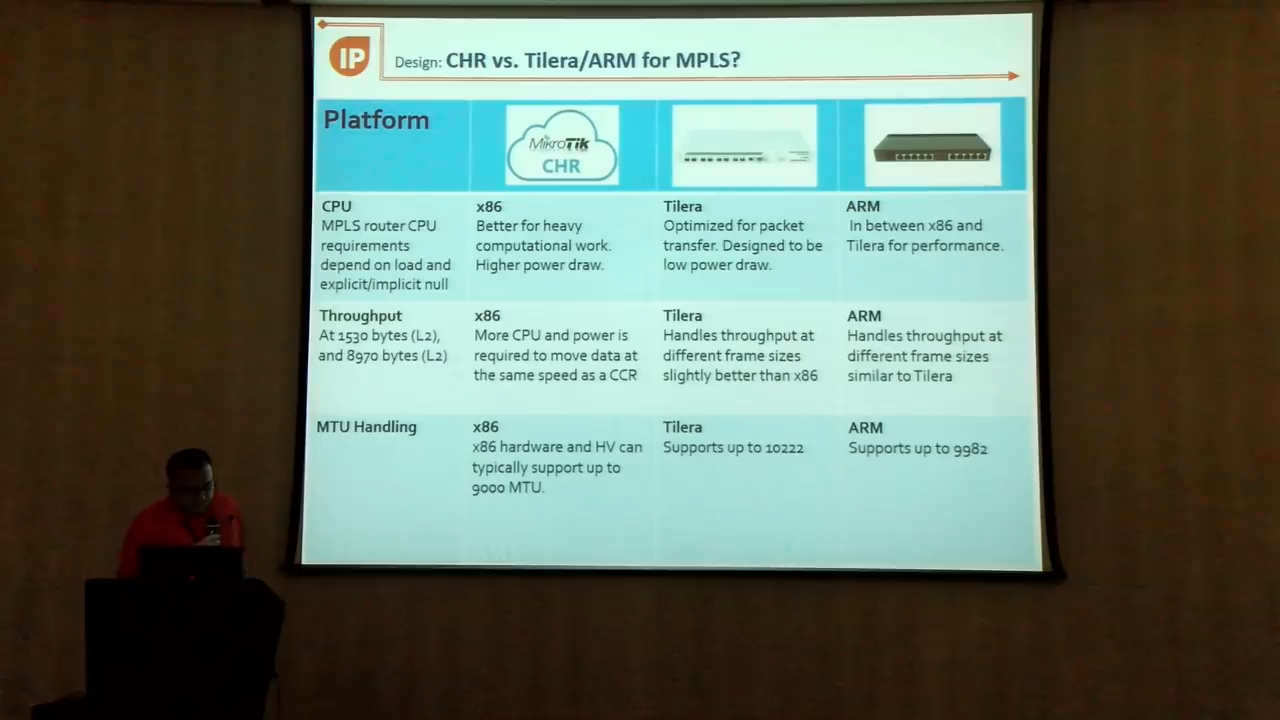 IP
Design: CHR vs. Tilera/ARM for MPLS?
Platform
MikroTik
CHR
CPU
MPLS router CPU
requirements
depend on load and
explicit/implicit null
x86
Better for heavy
computational work.
Higher power draw.
Tilera
Optimized for packet
transfer. Designed to be
low power draw.
ARM
In between x86 and
Tilera for performance.
Throughput
At 1530 bytes (L2),
and 8970 bytes (L2)
x86
More CPU and power is
required to move data at
the same speed as a CCR
Tilera
Handles throughput at
different frame sizes
slightly better than x86
ARM
Handles throughput at
different frame sizes
similar to Tilera
MTU Handling
x86
x86 hardware and HV can
typically support up to
9000 MTU.
Tilera
Supports up to 10222
ARM
Supports up to 9982